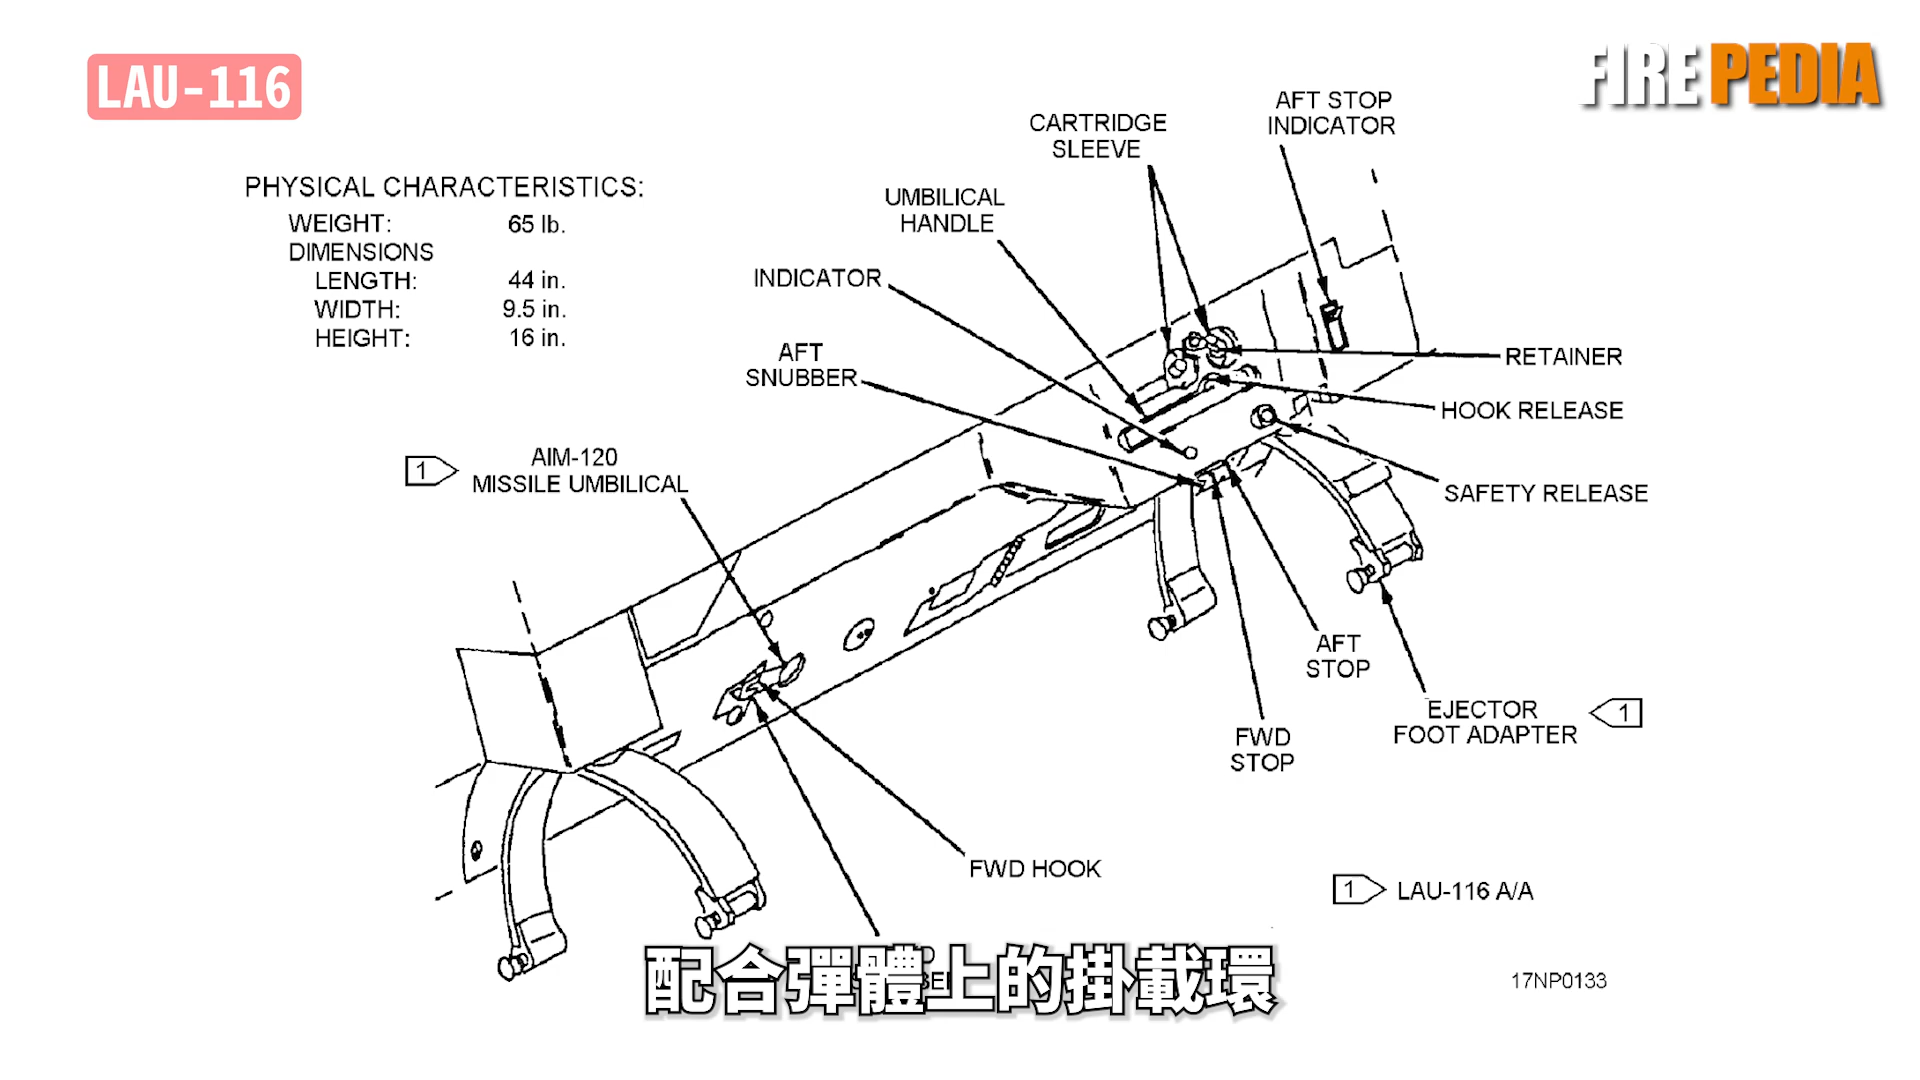 LAU-116
FIREPEDIA
PHYSICAL CHARACTERISTICS:
WEIGHT: 65 lb.
DIMENSIONS
LENGTH: 44 in.
WIDTH: 9.5 in.
HEIGHT: 16 in.
CARTRIDGE
SLEEVE
AFT STOP
INDICATOR
UMBILICAL
HANDLE
INDICATOR
AFT
SNUBBER
1
AIM-120
MISSILE UMBILICAL
RETAINER
HOOK RELEASE
SAFETY RELEASE
AFT
STOP
FWD
STOP
EJECTOR
FOOT ADAPTER
1
FWD HOOK
1 LAU-116 A/A
17NP0133
配合彈體上的掛載環